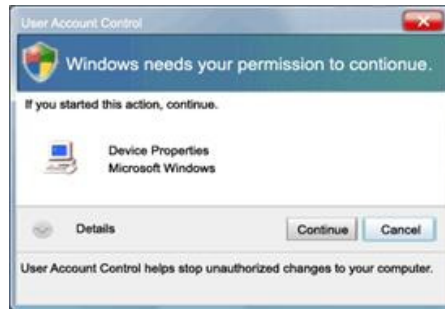 User Account Control
Windows needs your permission to contionue.
If you started this action, continue.
Device Properties
Microsoft Windows
Details
Continue
Cancel
User Account Control helps stop unauthorized changes to your computer.